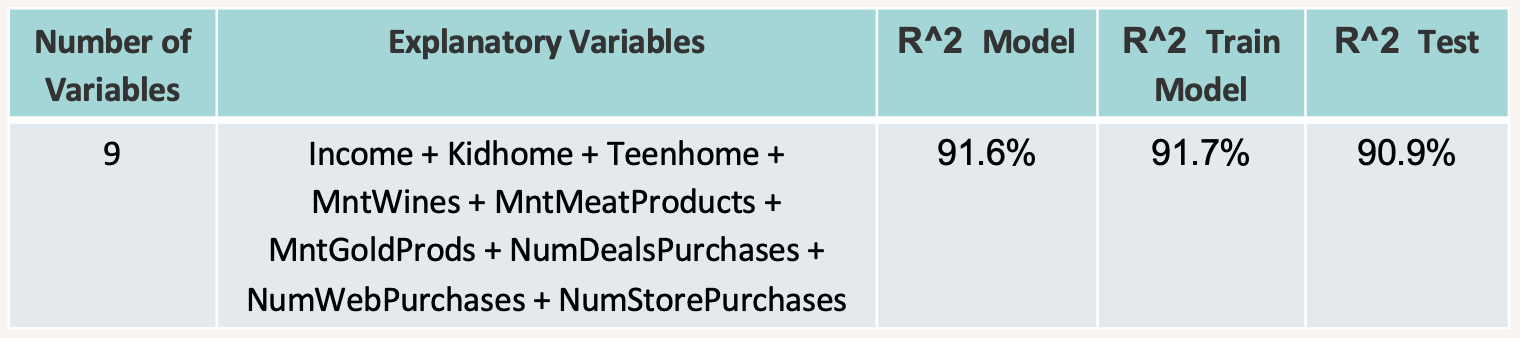 Number of Variables
Explanatory Variables
R^2 Model
R^2 Train Model
R^2 Test
9
Income + Kidhome + Teenhome +
MntWines + MntMeatProducts +
MntGoldProds + NumDealsPurchases +
NumWebPurchases + NumStorePurchases
91.6%
91.7%
90.9%